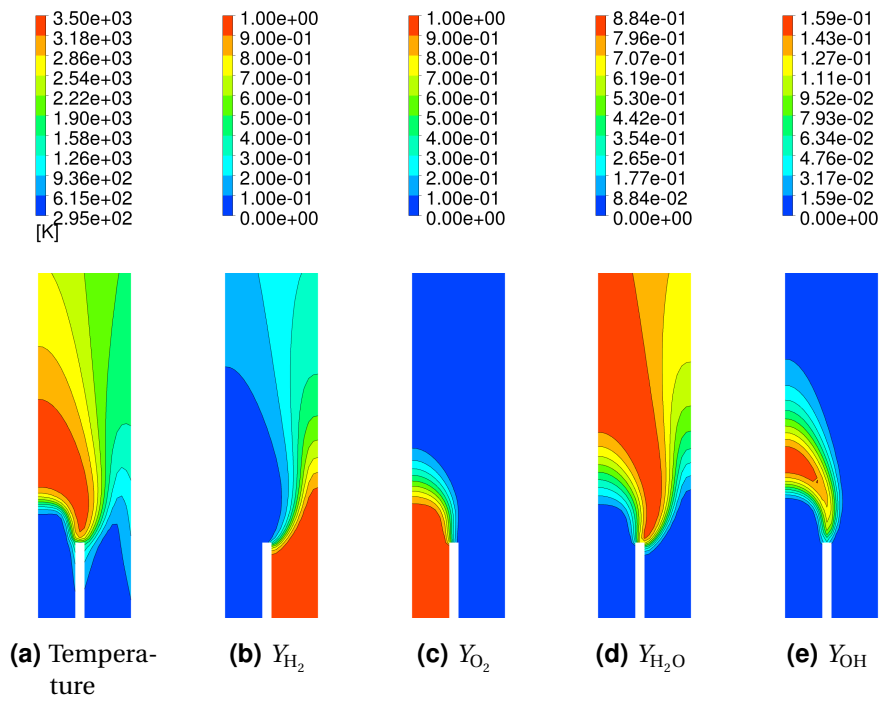 3.50e+03
3.18e+03
2.86e+03
2.54e+03
2.22e+03
1.90e+03
1.58e+03
1.26e+03
9.36e+02
6.15e+02
2.95e+02
[K]
1.00e+00
9.00e-01
8.00e-01
7.00e-01
6.00e-01
5.00e-01
4.00e-01
3.00e-01
2.00e-01
1.00e-01
0.00e+00
1.00e+00
9.00e-01
8.00e-01
7.00e-01
6.00e-01
5.00e-01
4.00e-01
3.00e-01
2.00e-01
1.00e-01
0.00e+00
8.84e-01
7.96e-01
7.07e-01
6.19e-01
5.30e-01
4.42e-01
3.54e-01
2.65e-01
1.77e-01
8.84e-02
0.00e+00
1.59e-01
1.43e-01
1.27e-01
1.11e-01
9.52e-02
7.93e-02
6.34e-02
4.76e-02
3.17e-02
1.59e-02
0.00e+00
(a) Tempera-
ture
(b) Y_{H_2}
(c) Y_{O_2}
(d) Y_{H_2O}
(e) Y_{OH}